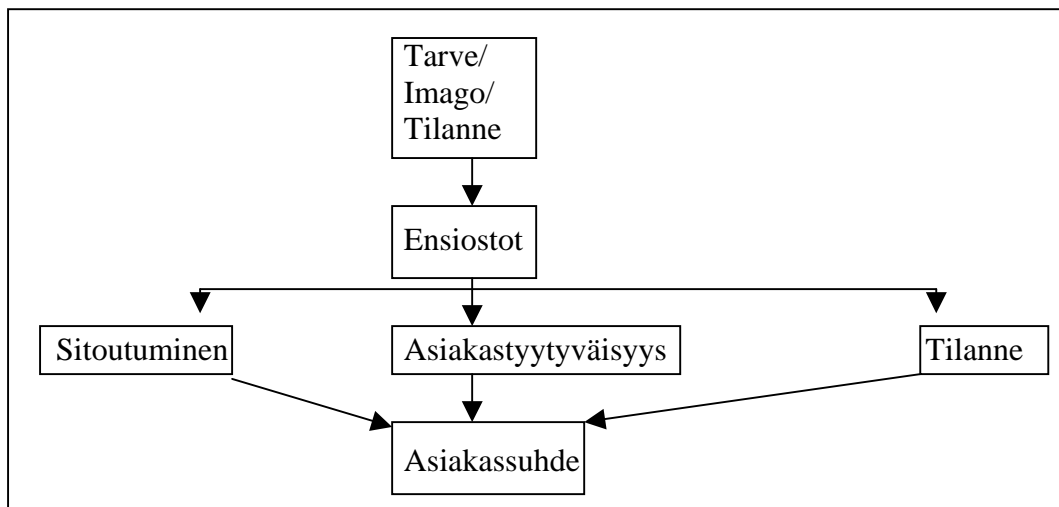 Tarve/
Imago/
Tilanne
Ensiostot
Sitoutuminen
Asiakastyytyväisyys
Tilanne
Asiakassuhde